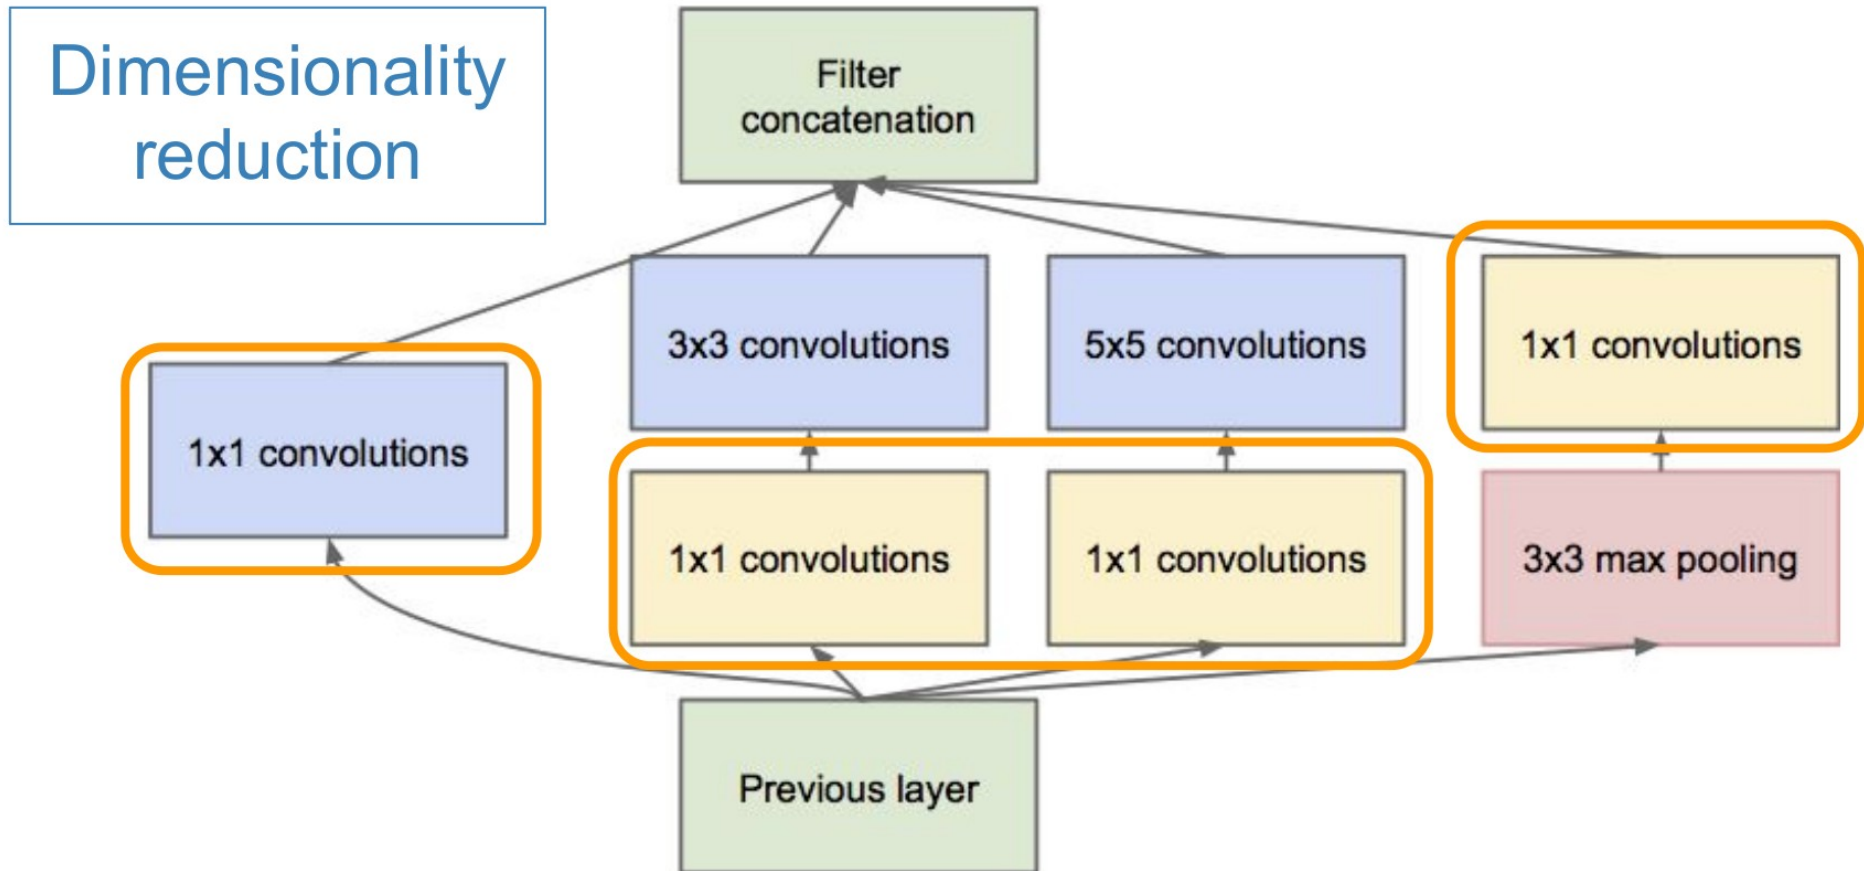 Dimensionality
reduction
Filter
concatenation
3x3 convolutions
5x5 convolutions
1x1 convolutions
1x1 convolutions
1x1 convolutions
1x1 convolutions
3x3 max pooling
Previous layer